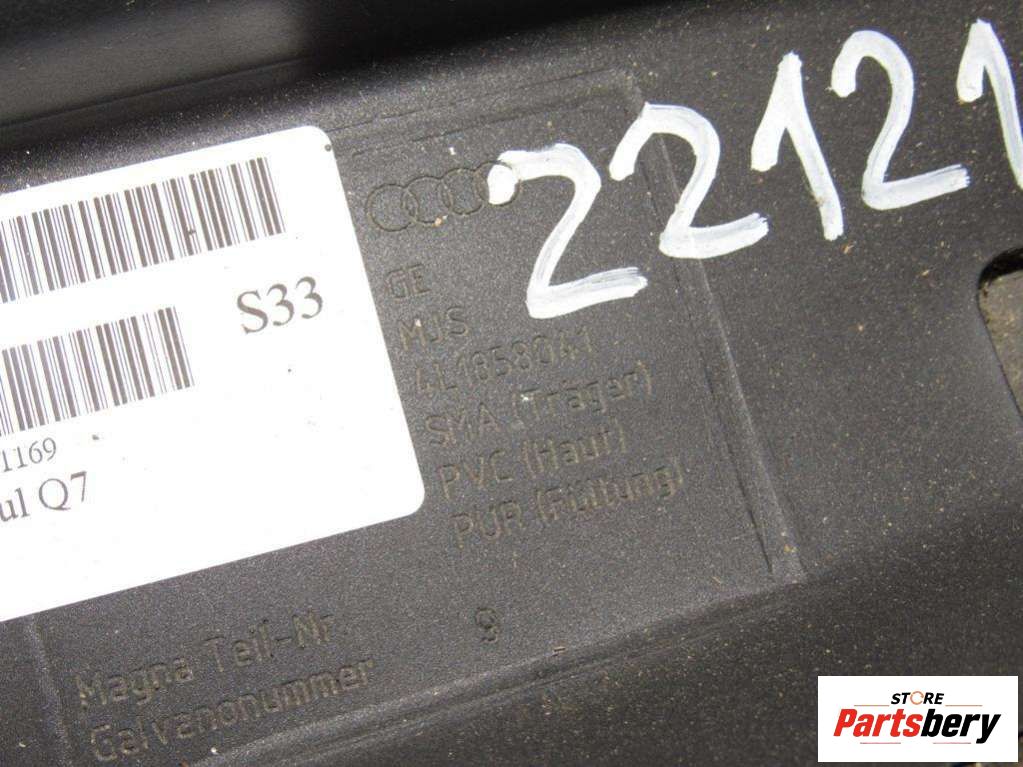 22121
S33
GE
MJS
4L1858041
SMA (Träger)
PVC (Haut)
PUR (Füllung)
1169
ul Q7
Magna Teil-Nr.
9
Galvanonummer
STORE
Partsbery